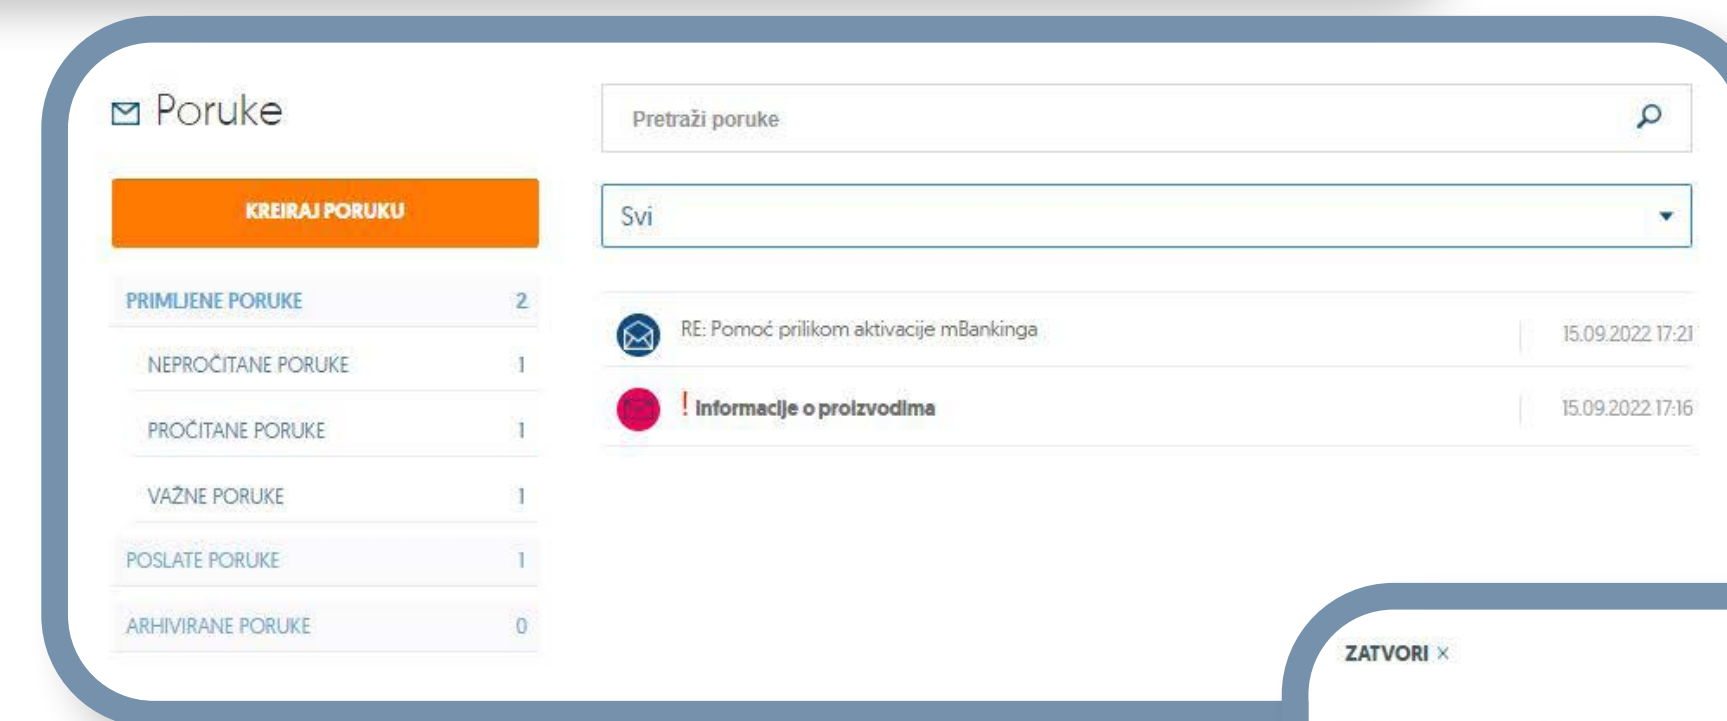 Poruke
KREIRAJ PORUKU
PRIMLJENE PORUKE 2
NEPROČITANE PORUKE 1
PROČITANE PORUKE 1
VAŽNE PORUKE 1
POSLATE PORUKE 1
ARHIVIRANE PORUKE 0
Pretraži poruke
Svi
RE: Pomoć prilikom aktivacije mBankinga 15.09.2022 17:21
! Informacije o proizvodima 15.09.2022 17:16
ZATVORI ×